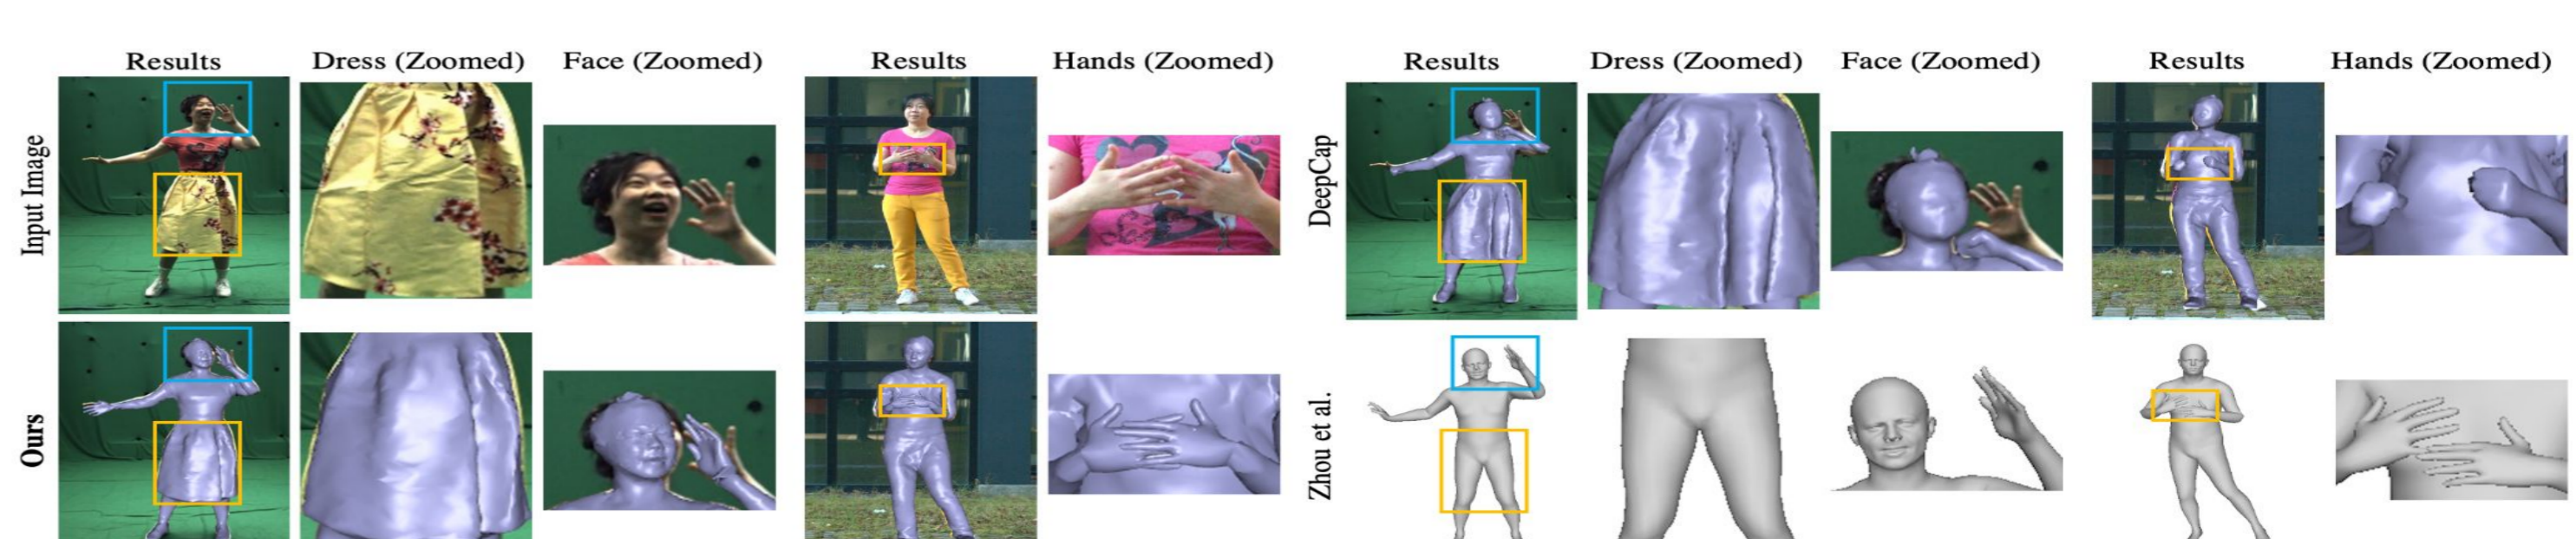 Results Dress (Zoomed) Face (Zoomed) Results Hands (Zoomed) Results Dress (Zoomed) Face (Zoomed) Results Hands (Zoomed)
Input Image
DeepCap
Ours
Zhou et al.